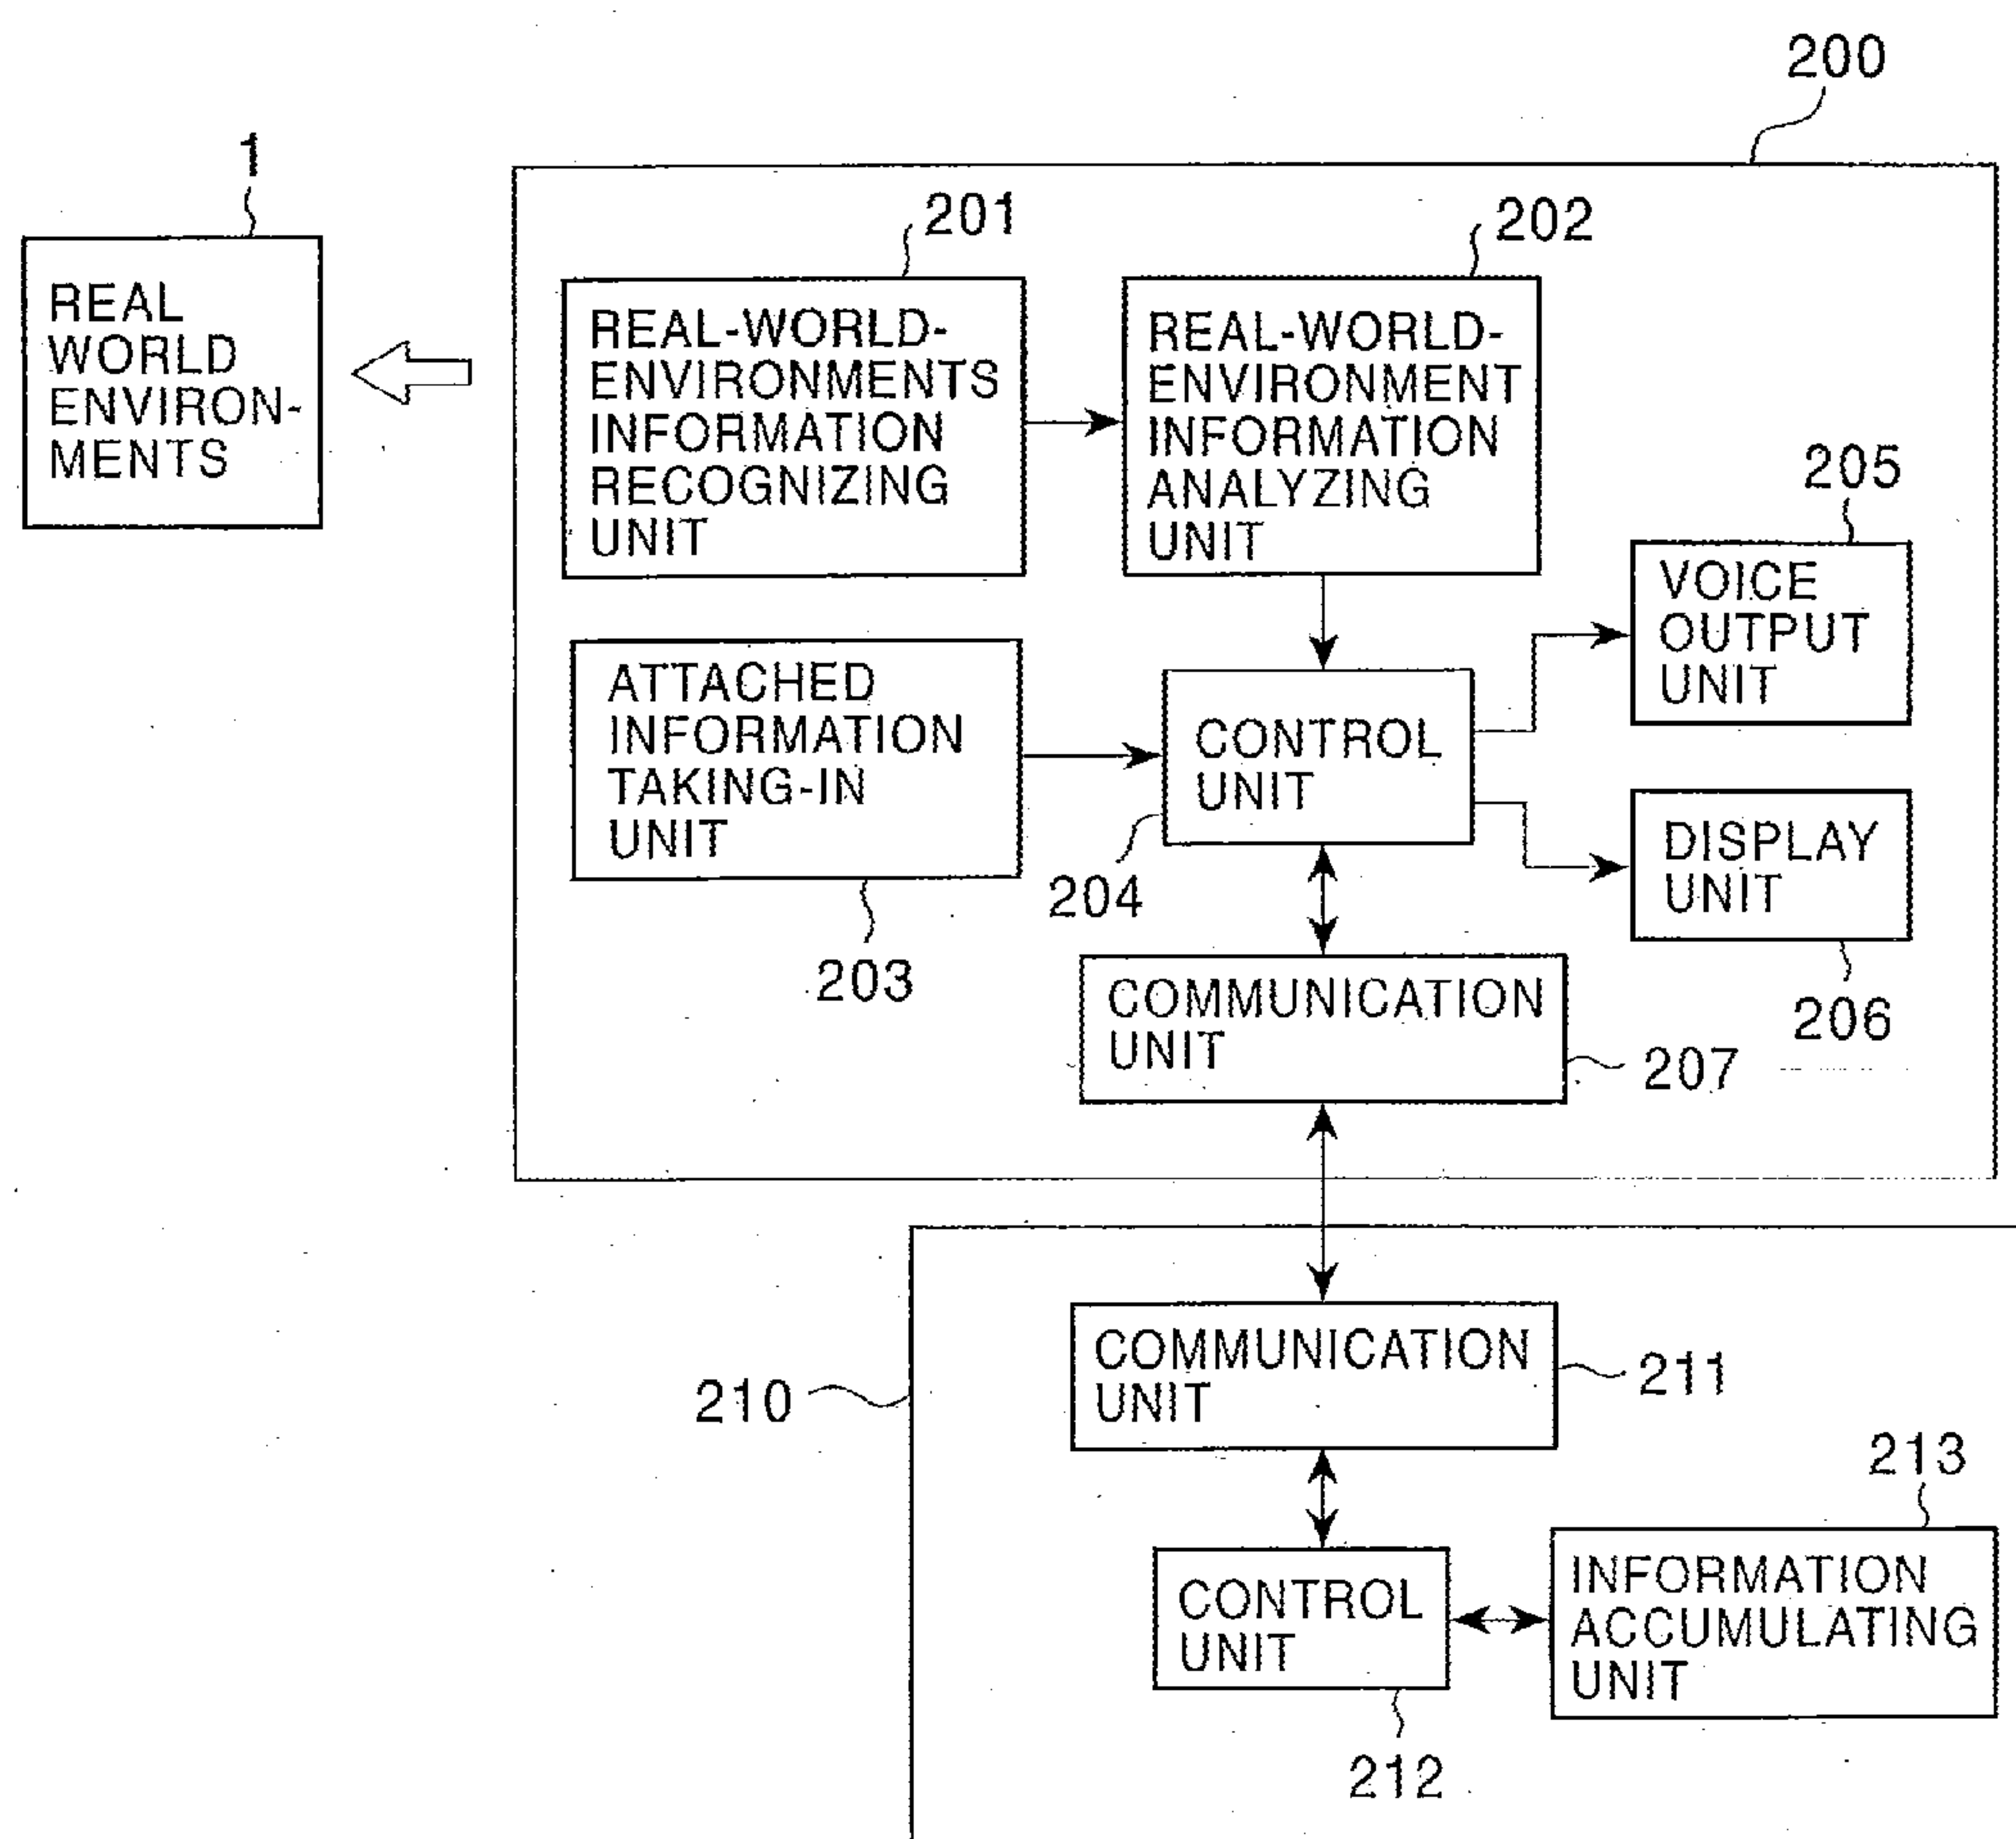 200
1
REAL
WORLD
ENVIRON-
MENTS
201
REAL-WORLD-
ENVIRONMENTS
INFORMATION
RECOGNIZING
UNIT
202
REAL-WORLD-
ENVIRONMENT
INFORMATION
ANALYZING
UNIT
205
VOICE
OUTPUT
UNIT
ATTACHED
INFORMATION
TAKING-IN
UNIT
203
CONTROL
UNIT
204
DISPLAY
UNIT
206
COMMUNICATION
UNIT
207
210
COMMUNICATION
UNIT
211
213
CONTROL
UNIT
212
INFORMATION
ACCUMULATING
UNIT